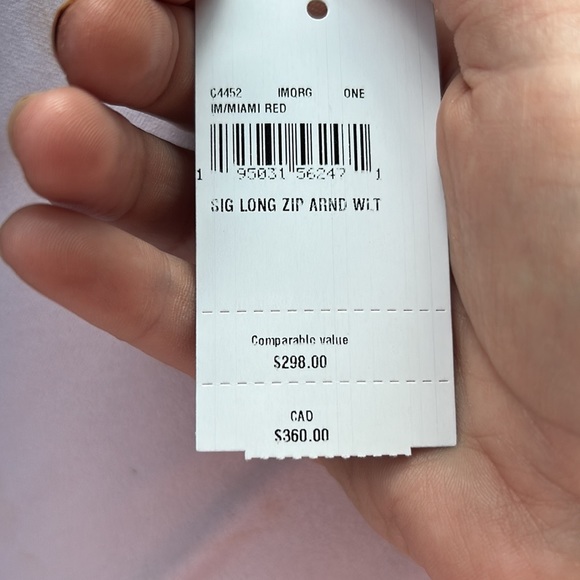 C4452 IMORG ONE
IM/MIAMI RED
1 95031 56247 1
SIG LONG ZIP ARND WLT
Comparable value
$298.00
CAD
$360.00